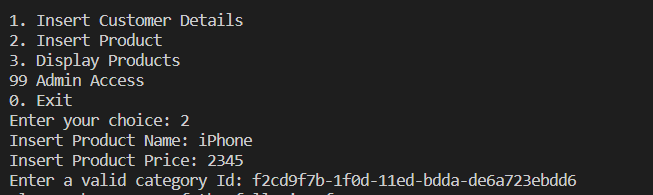 1. Insert Customer Details
2. Insert Product
3. Display Products
99 Admin Access
0. Exit
Enter your choice: 2
Insert Product Name: iPhone
Insert Product Price: 2345
Enter a valid category Id: f2cd9f7b-1f0d-11ed-bdda-de6a723ebdd6